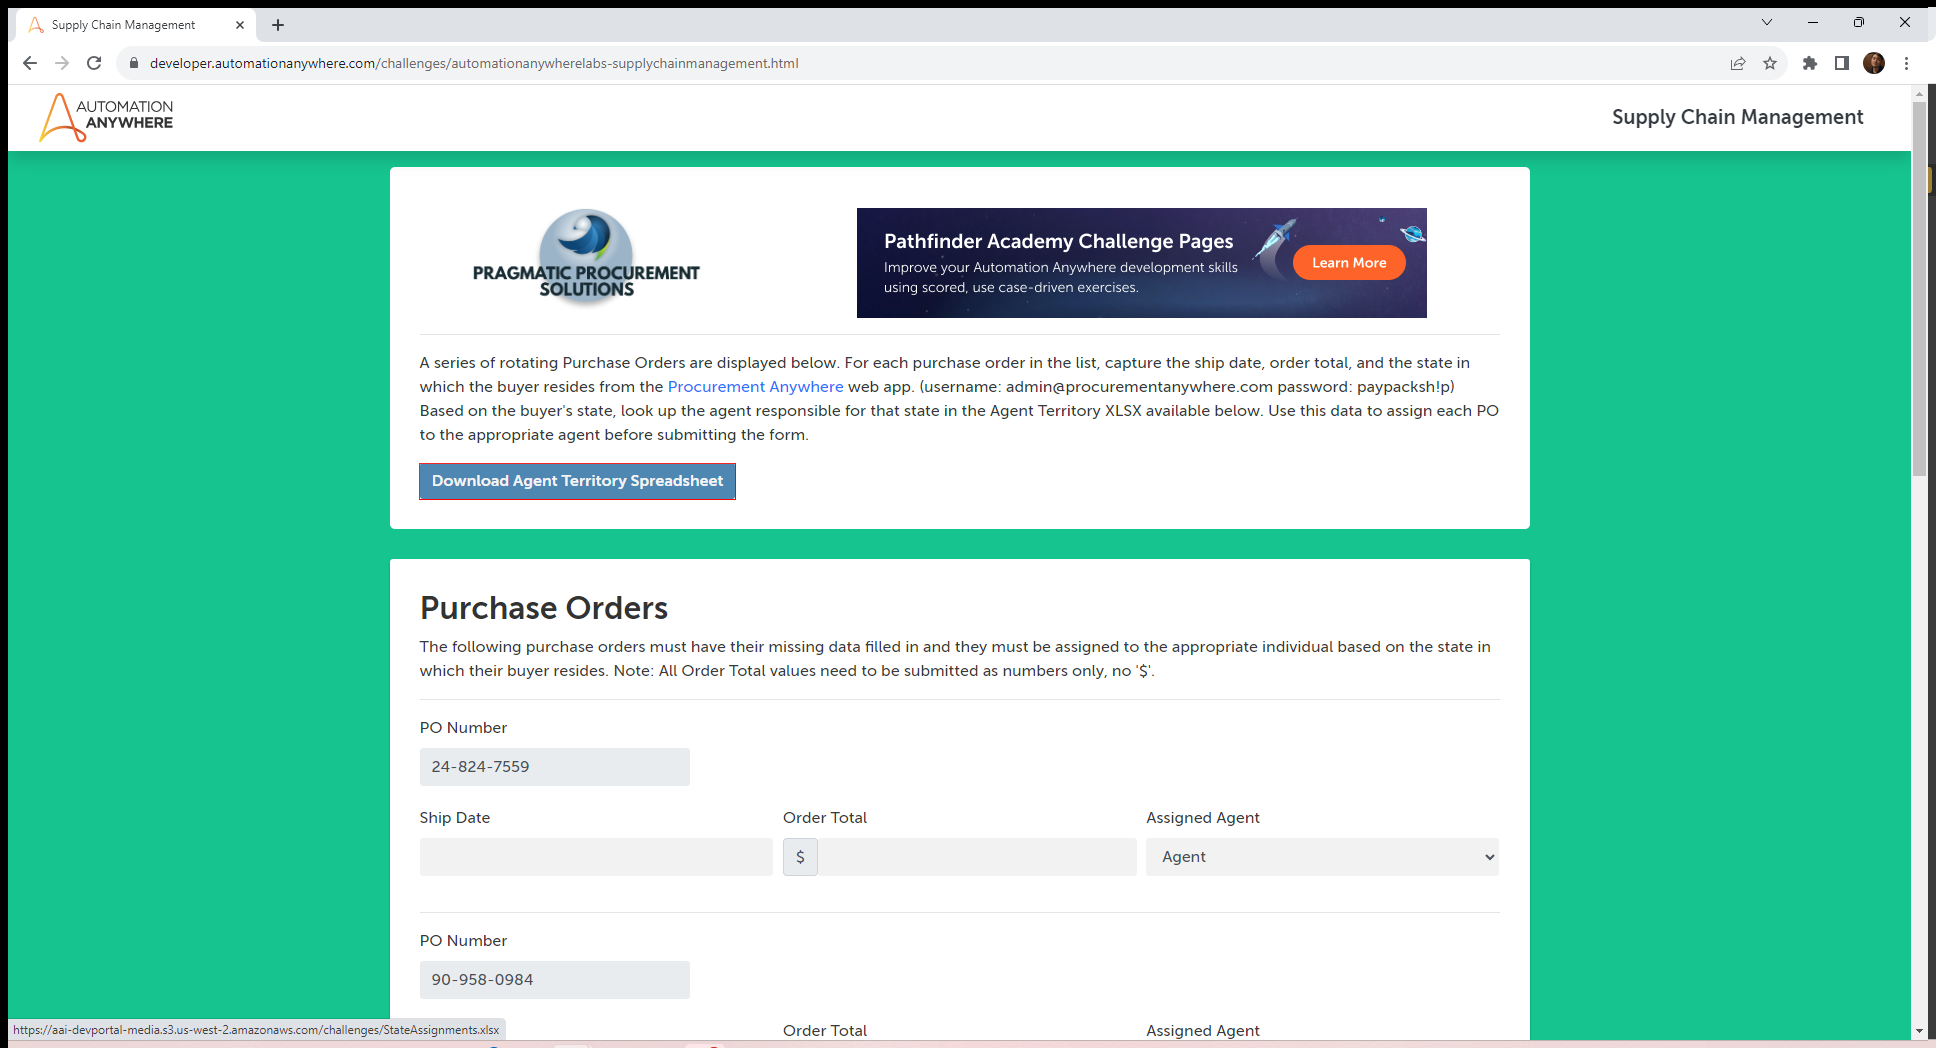 Supply Chain Management
developer.automationanywhere.com/challenges/automationanywherelabs-supplychainmanagement.html
AUTOMATION
ANYWHERE
Supply Chain Management
PRAGMATIC PROCUREMENT
SOLUTIONS
Pathfinder Academy Challenge Pages
Improve your Automation Anywhere development skills
using scored, use case-driven exercises.
Learn More
A series of rotating Purchase Orders are displayed below. For each purchase order in the list, capture the ship date, order total, and the state in
which the buyer resides from the Procurement Anywhere web app. (username: admin@procurementanywhere.com password: paypacksh!p)
Based on the buyer's state, look up the agent responsible for that state in the Agent Territory XLSX available below. Use this data to assign each PO
to the appropriate agent before submitting the form.
Download Agent Territory Spreadsheet
Purchase Orders
The following purchase orders must have their missing data filled in and they must be assigned to the appropriate individual based on the state in
which their buyer resides. Note: All Order Total values need to be submitted as numbers only, no '$'.
PO Number
24-824-7559
Ship Date Order Total Assigned Agent
$ Agent
PO Number
90-958-0984
Order Total Assigned Agent
https://aai-devportal-media.s3.us-west-2.amazonaws.com/challenges/StateAssignments.xlsx